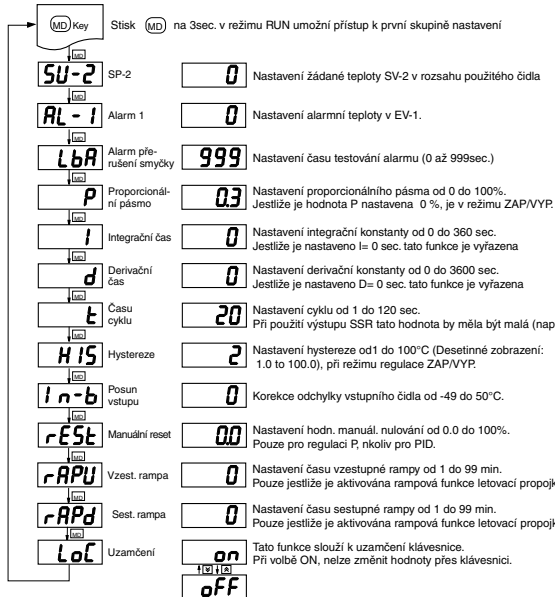 MD Key Stisk MD na 3sec. v režimu RUN umožní přístup k první skupině nastavení
MD
SU-2 SP-2 0 Nastavení žádané teploty SV-2 v rozsahu použitého čidla
MD
AL-1 Alarm 1 0 Nastavení alarmní teploty v EV-1.
MD
LbA Alarm pře-
rušení smyčky 999 Nastavení času testování alarmu (0 až 999sec.)
MD
P Proporcionál-
ní pásmo 0.3 Nastavení proporcionálního pásma od 0 do 100%.
Jestliže je hodnota P nastavena 0 %, je v režimu ZAP/VYP.
MD
I Integrační čas 0 Nastavení integrační konstanty od 0 do 360 sec.
Jestliže je nastaveno I= 0 sec. tato funkce je vyřazena
MD
d Derivační
čas 0 Nastavení derivační konstanty od 0 do 3600 sec.
Jestliže je nastaveno D= 0 sec. tato funkce je vyřazena
MD
t Času
cyklu 20 Nastavení cyklu od 1 do 120 sec.
Při použití výstupu SSR tato hodnota by měla být malá (nap
MD
HIS Hystereze 2 Nastavení hystereze od1 do 100°C (Desetinné zobrazení:
1.0 to 100.0), při režimu regulace ZAP/VYP.
MD
In-b Posun
vstupu 0 Korekce odchylky vstupního čidla od -49 do 50°C.
MD
rESt Manuální reset 0.0 Nastavení hodn. manuál. nulování od 0.0 do 100%.
Pouze pro regulaci P, nkoliv pro PID.
MD
rAPU Vzest. rampa 0 Nastavení času vzestupné rampy od 1 do 99 min.
Pouze jestliže je aktivována rampová funkce letovací propojk
MD
rAPd Sest. rampa 0 Nastavení času sestupné rampy od 1 do 99 min.
Pouze jestliže je aktivována rampová funkce letovací propojk
MD
LoC Uzamčení on Tato funkce slouží k uzamčení klávesnice.
Při volbě ON, nelze změnit hodnoty přes klávesnici.
oFF